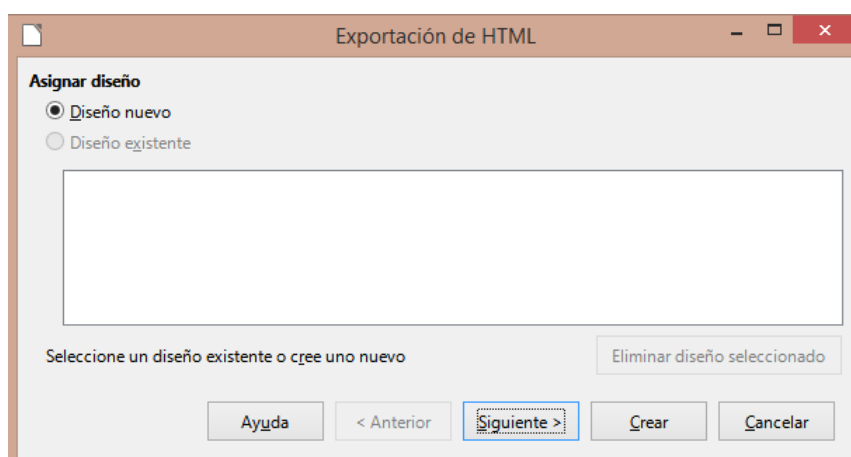 Exportación de HTML
Asignar diseño
Diseño nuevo
Diseño existente
Seleccione un diseño existente o cree uno nuevo
Eliminar diseño seleccionado
Ayuda
< Anterior
Siguiente >
Crear
Cancelar